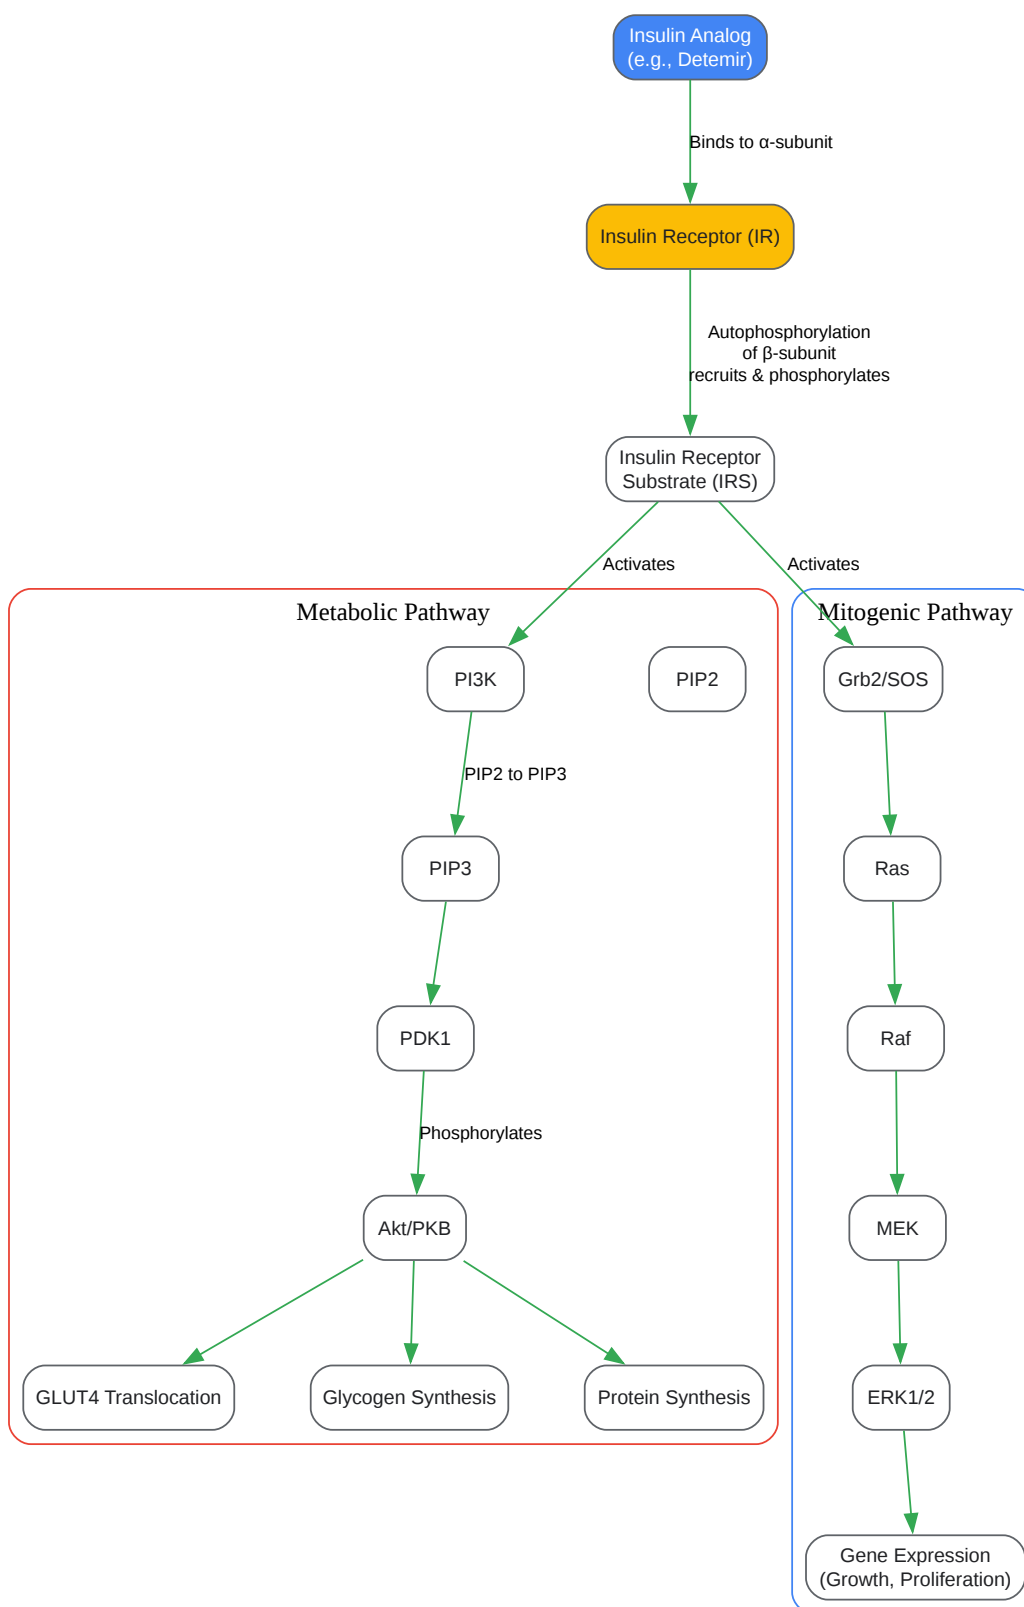 Insulin Analog
(e.g., Detemir)
Binds to α-subunit
Insulin Receptor (IR)
Autophosphorylation
of β-subunit
recruits & phosphorylates
Insulin Receptor
Substrate (IRS)
Activates
Activates
Metabolic Pathway
Mitogenic Pathway
PI3K
PIP2
Grb2/SOS
PIP2 to PIP3
PIP3
Ras
PDK1
Raf
Phosphorylates
Akt/PKB
MEK
GLUT4 Translocation
Glycogen Synthesis
Protein Synthesis
ERK1/2
Gene Expression
(Growth, Proliferation)